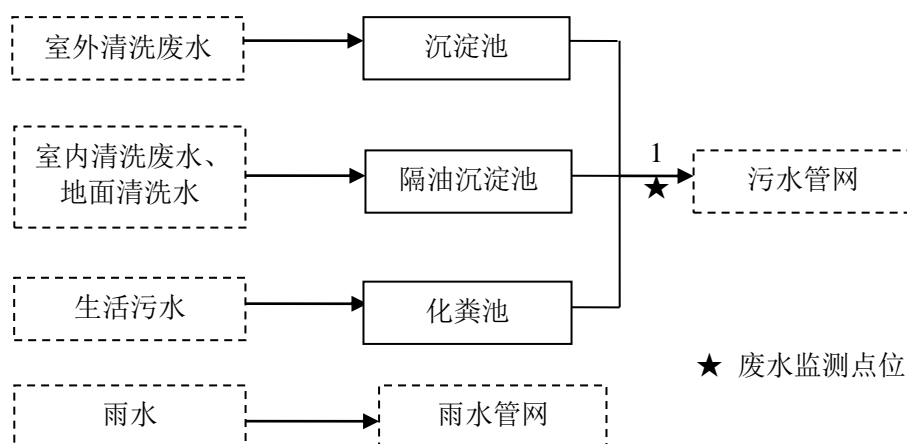 室外清洗废水
沉淀池
室内清洗废水、
地面清洗水
隔油沉淀池
1
★
污水管网
生活污水
化粪池
★ 废水监测点位
雨水
雨水管网